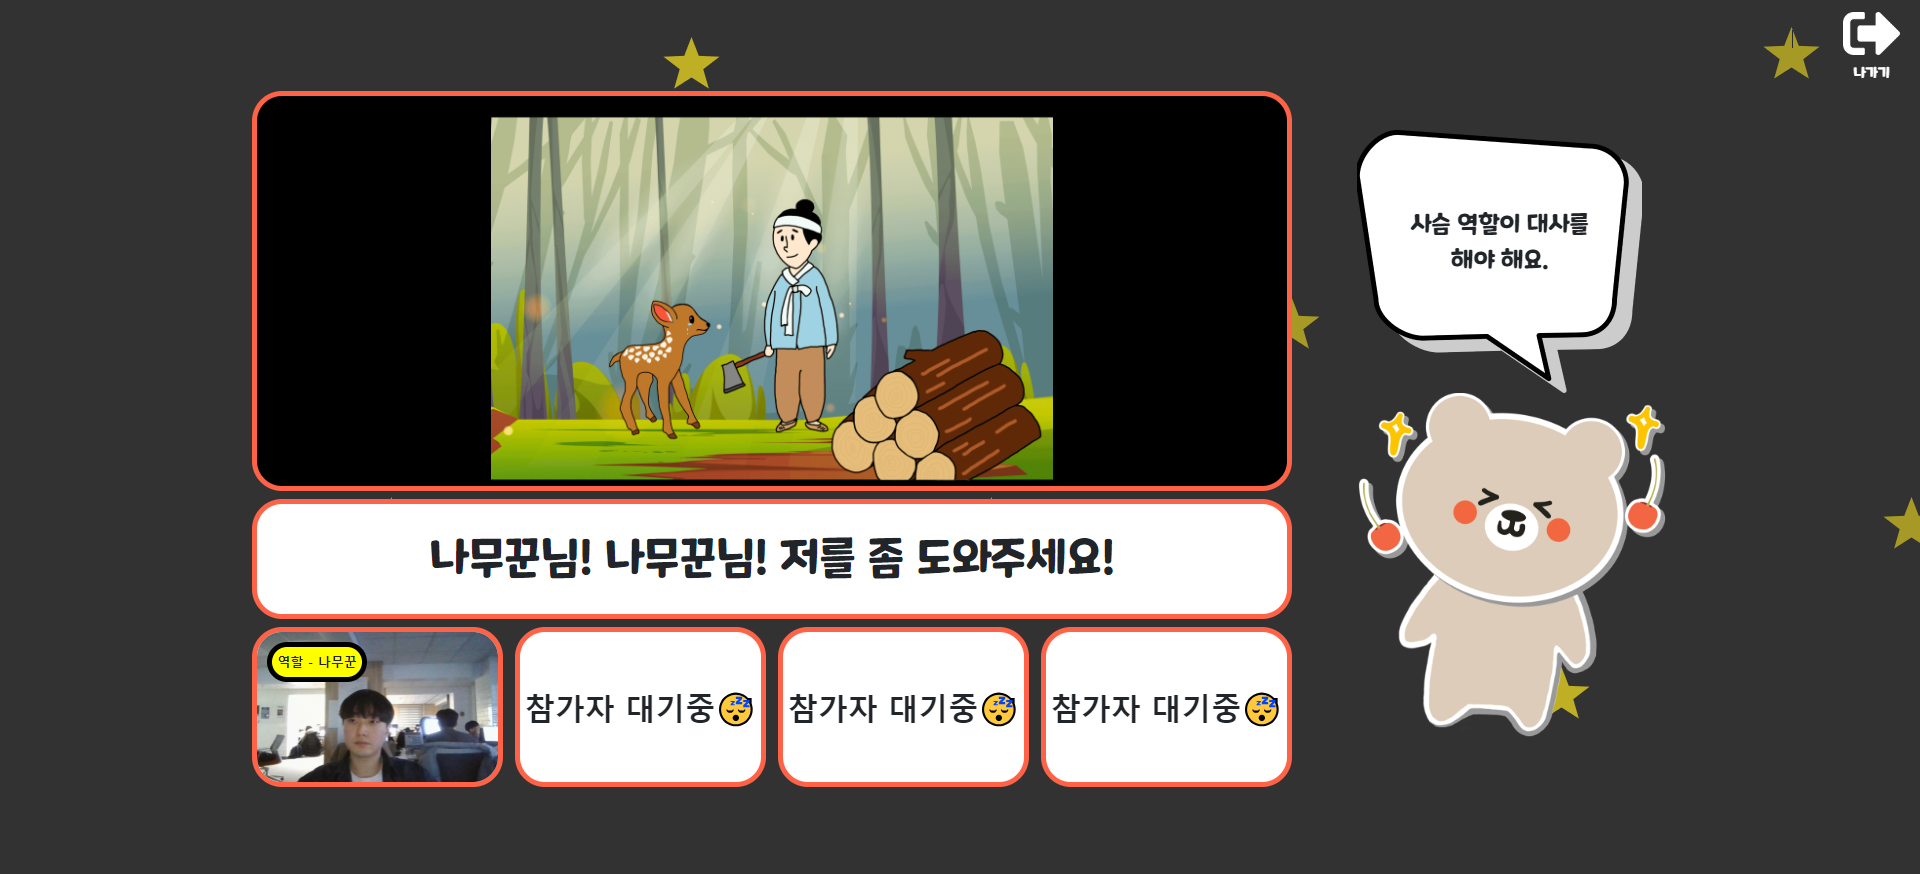 나가기
사슴 역할이 대사를
해야 해요.
나무꾼님! 나무꾼님! 저를 좀 도와주세요!
역할 - 나무꾼
참가자 대기중😴
참가자 대기중😴
참가자 대기중😴